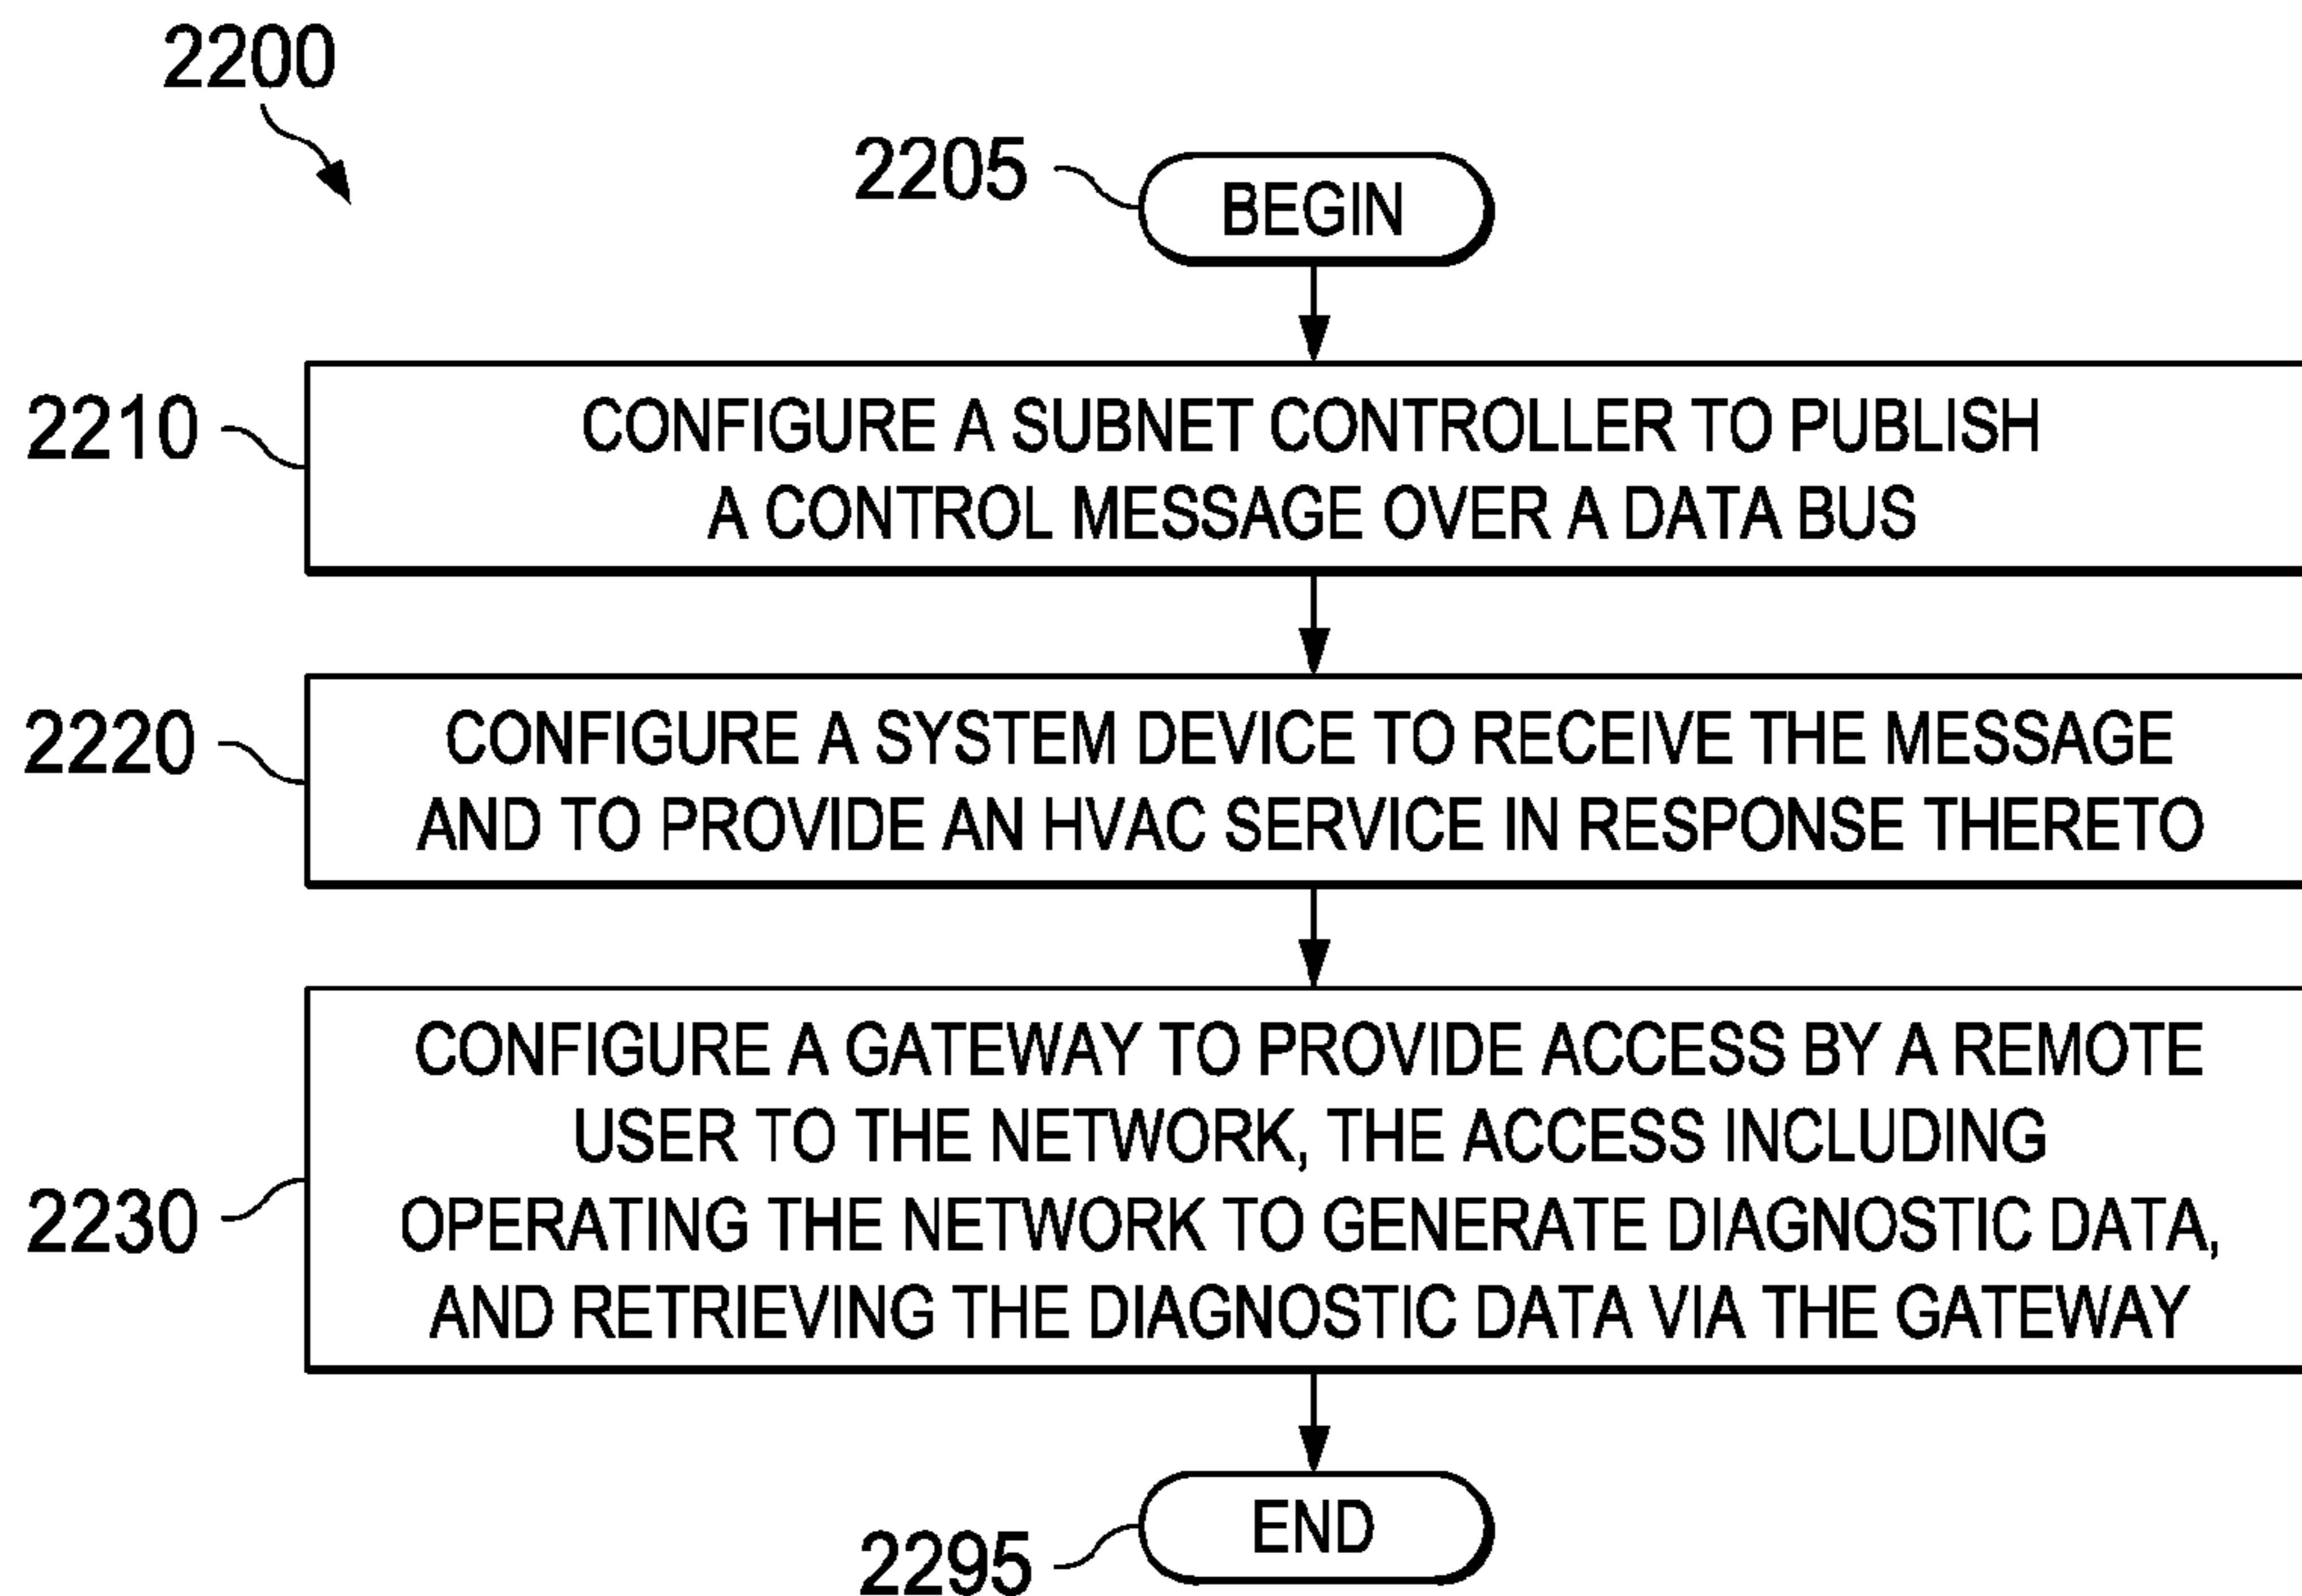 2200
2205
BEGIN
2210
CONFIGURE A SUBNET CONTROLLER TO PUBLISH
A CONTROL MESSAGE OVER A DATA BUS
2220
CONFIGURE A SYSTEM DEVICE TO RECEIVE THE MESSAGE
AND TO PROVIDE AN HVAC SERVICE IN RESPONSE THERETO
2230
CONFIGURE A GATEWAY TO PROVIDE ACCESS BY A REMOTE
USER TO THE NETWORK, THE ACCESS INCLUDING
OPERATING THE NETWORK TO GENERATE DIAGNOSTIC DATA,
AND RETRIEVING THE DIAGNOSTIC DATA VIA THE GATEWAY
2295
END